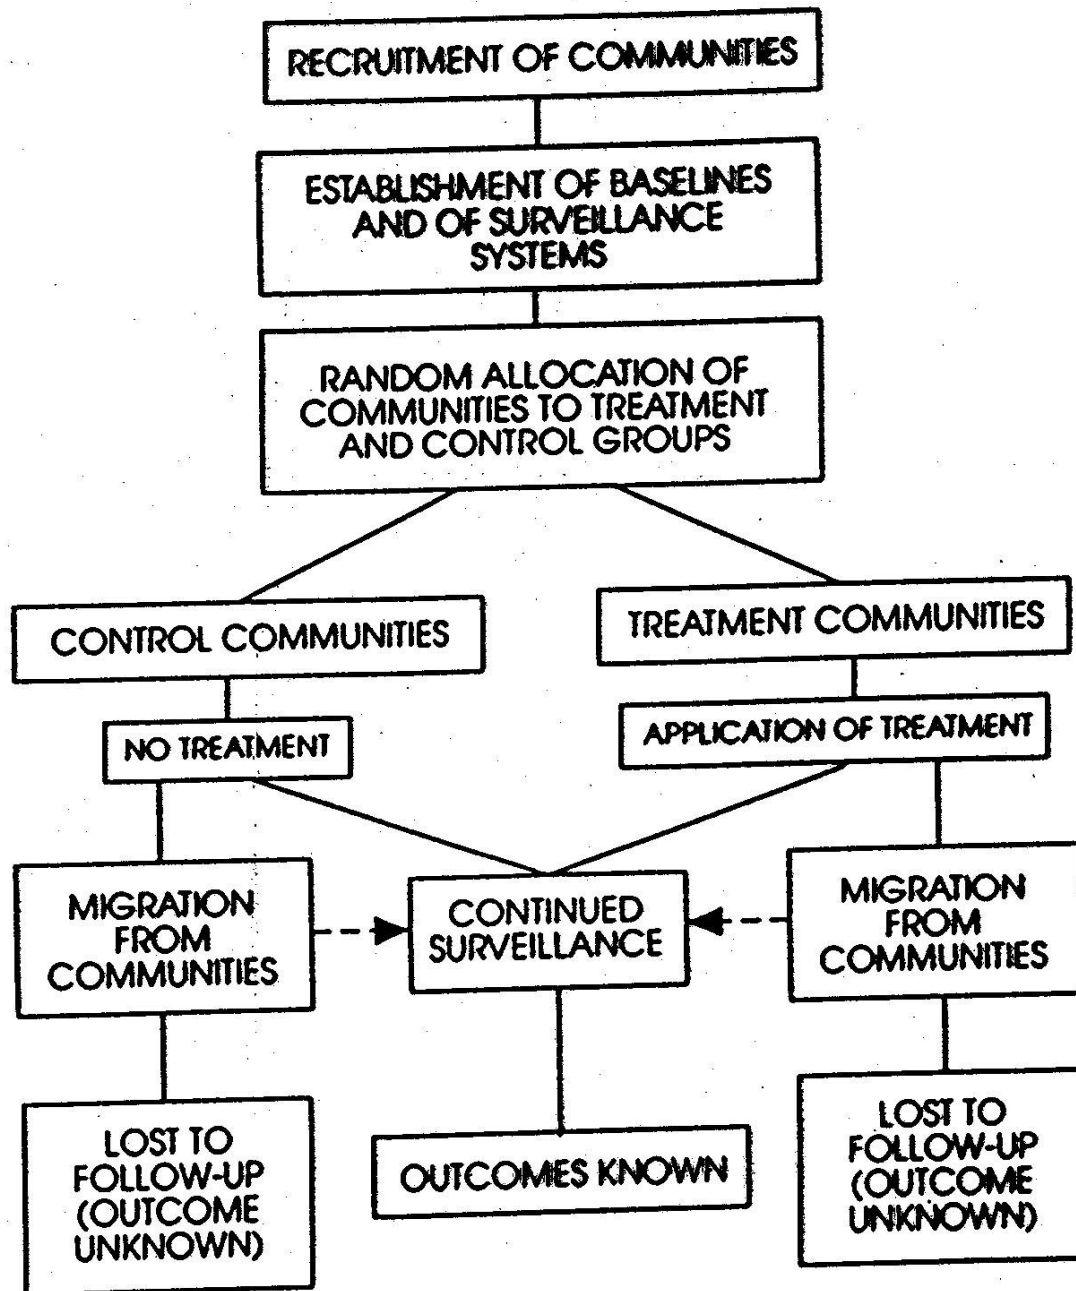 RECRUITMENT OF COMMUNITIES
ESTABLISHMENT OF BASELINES
AND OF SURVEILLANCE
SYSTEMS
RANDOM ALLOCATION OF
COMMUNITIES TO TREATMENT
AND CONTROL GROUPS
CONTROL COMMUNITIES
TREATMENT COMMUNITIES
NO TREATMENT
APPLICATION OF TREATMENT
MIGRATION
FROM
COMMUNITIES
CONTINUED
SURVEILLANCE
MIGRATION
FROM
COMMUNITIES
LOST TO
FOLLOW-UP
(OUTCOME
UNKNOWN)
OUTCOMES KNOWN
LOST TO
FOLLOW-UP
(OUTCOME
UNKNOWN)